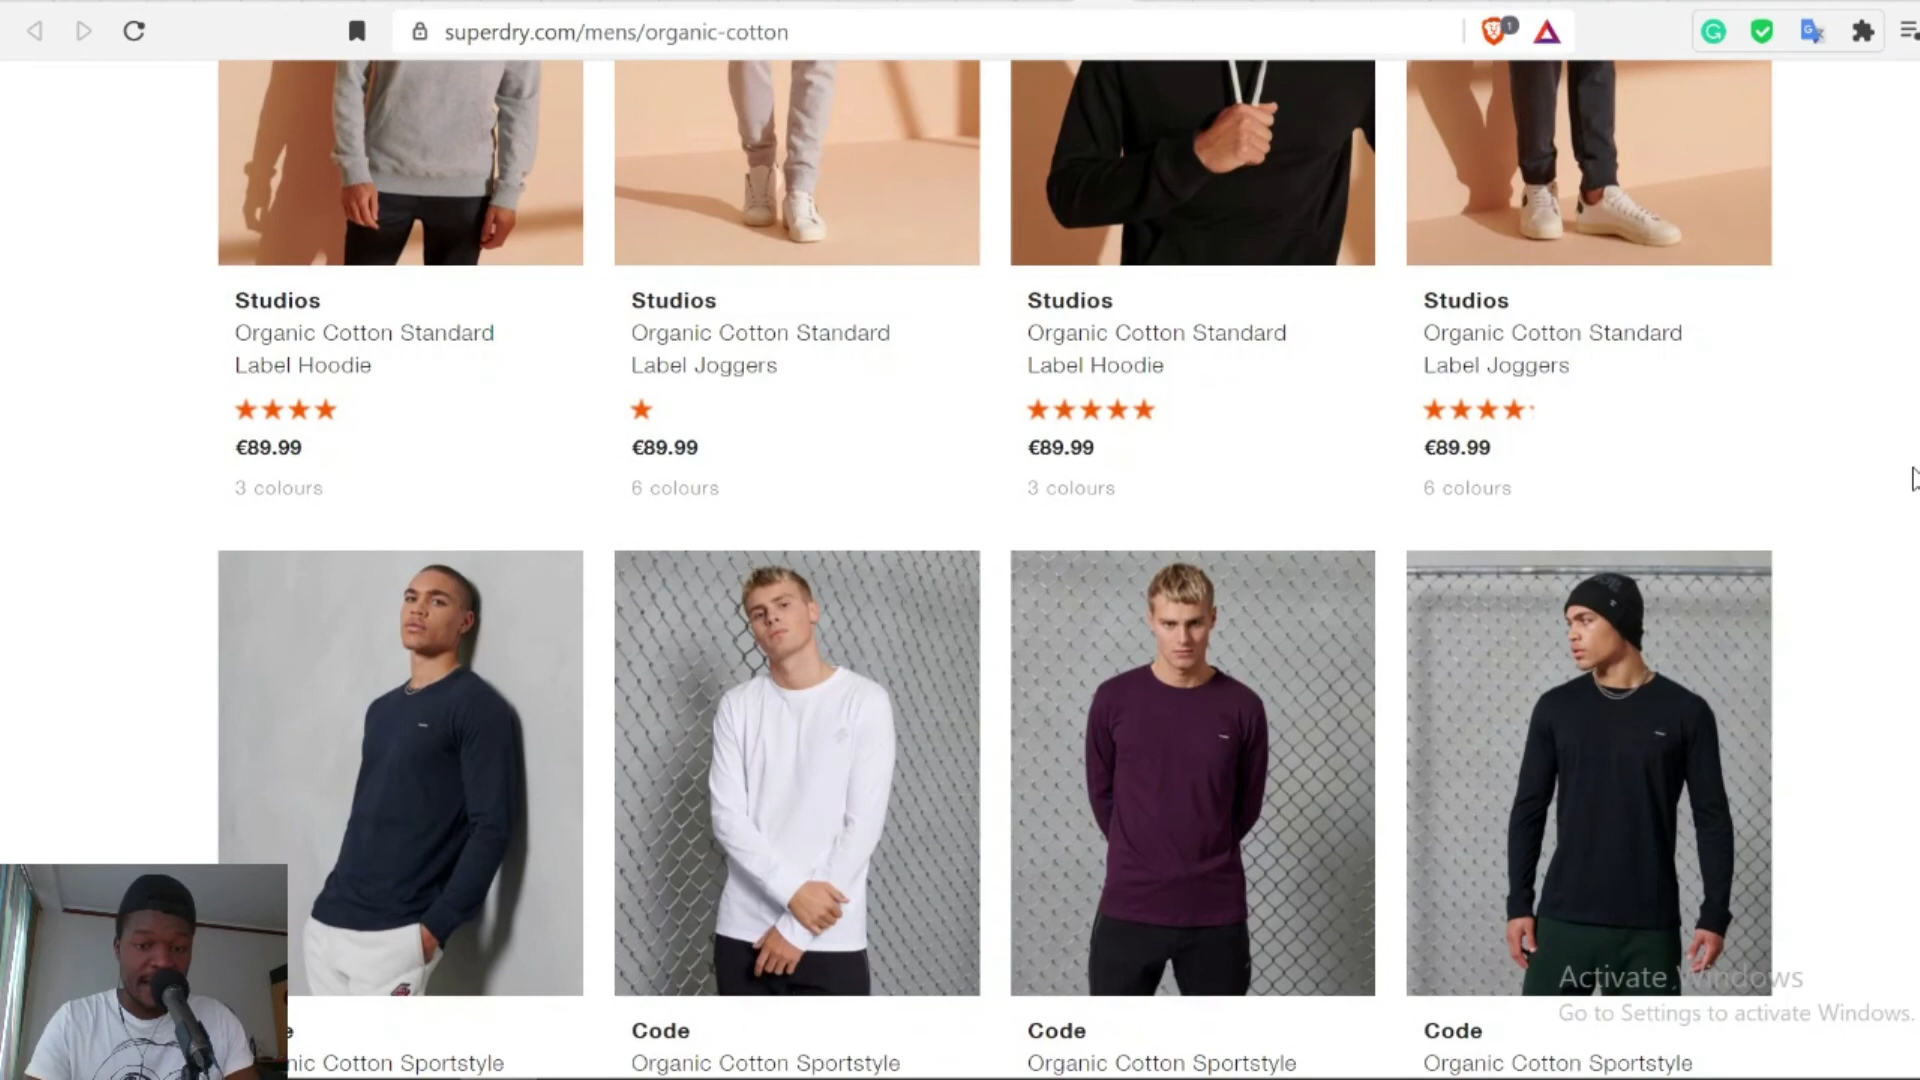 superdry.com/mens/organic-cotton
1
Studios
Organic Cotton Standard
Label Hoodie
€89.99
3 colours
Studios
Organic Cotton Standard
Label Joggers
€89.99
6 colours
Studios
Organic Cotton Standard
Label Hoodie
€89.99
3 colours
Studios
Organic Cotton Standard
Label Joggers
€89.99
6 colours
e
nic Cotton Sportstyle
Code
Organic Cotton Sportstyle
Code
Organic Cotton Sportstyle
Code
Organic Cotton Sportstyle
Activate Windows
Go to Settings to activate Windows.